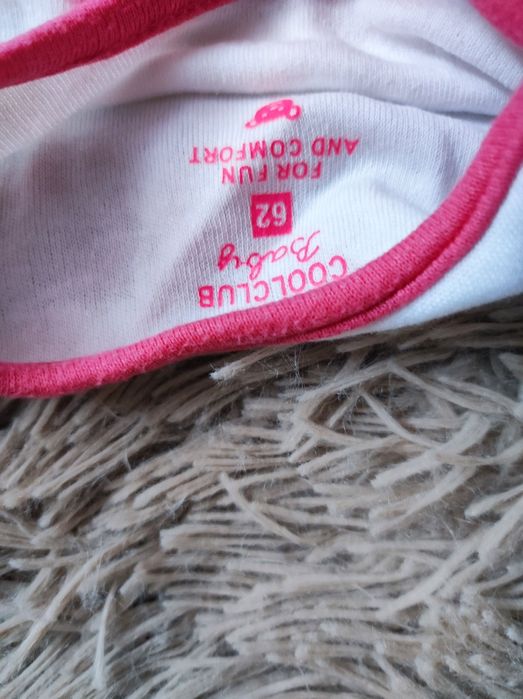 COOLCLUB
Baby
62
FOR FUN
AND COMFORT